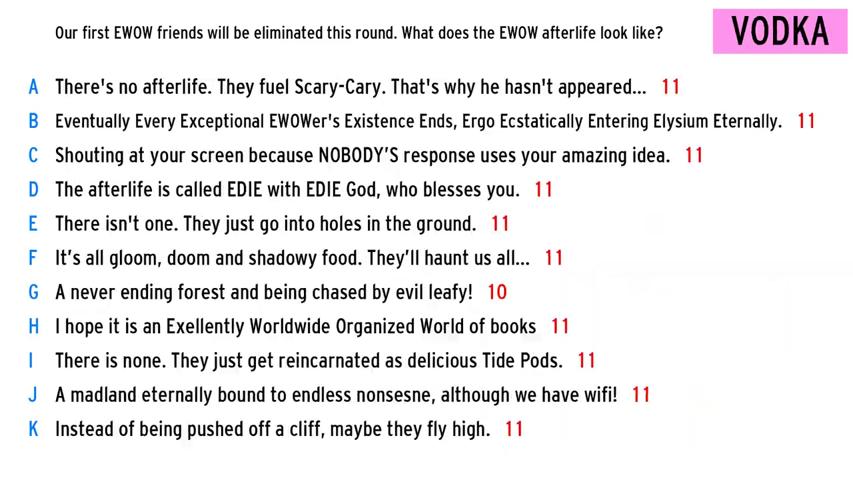 Our first EWOW friends will be eliminated this round. What does the EWOW afterlife look like?
VODKA
A There's no afterlife. They fuel Scary-Cary. That's why he hasn't appeared... 11
B Eventually Every Exceptional EWOWer's Existence Ends, Ergo Ecstatically Entering Elysium Eternally. 11
C Shouting at your screen because NOBODY'S response uses your amazing idea. 11
D The afterlife is called EDIE with EDIE God, who blesses you. 11
E There isn't one. They just go into holes in the ground. 11
F It's all gloom, doom and shadowy food. They'll haunt us all... 11
G A never ending forest and being chased by evil leafy! 10
H I hope it is an Exellently Worldwide Organized World of books 11
I There is none. They just get reincarnated as delicious Tide Pods. 11
J A madland eternally bound to endless nonsesne, although we have wifi! 11
K Instead of being pushed off a cliff, maybe they fly high. 11